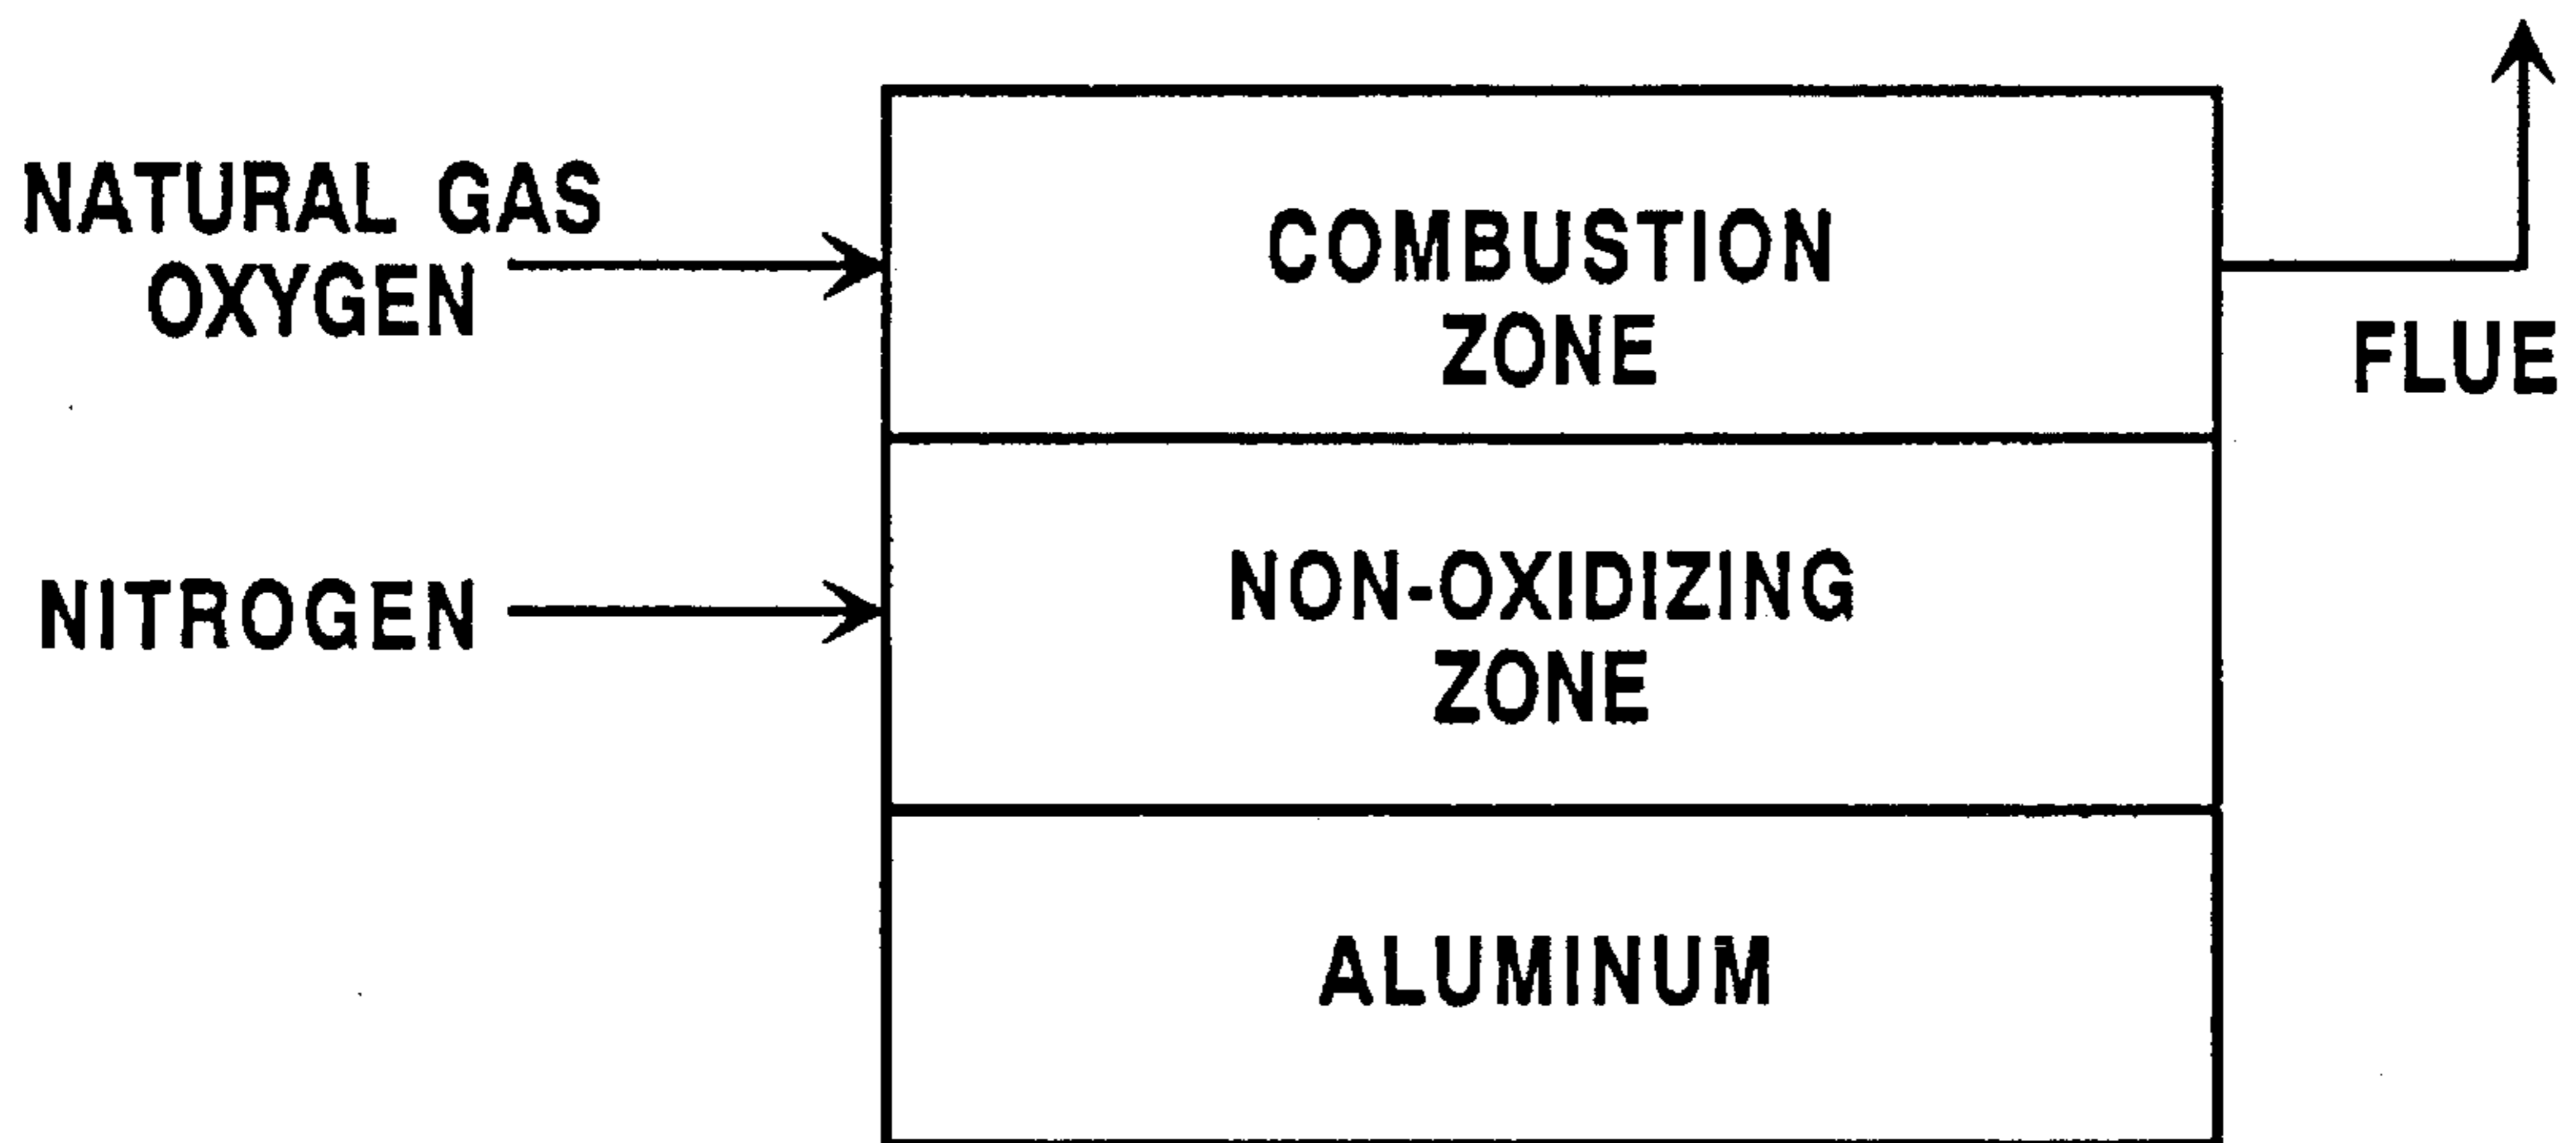 NATURAL GAS
OXYGEN
COMBUSTION
ZONE
FLUE
NITROGEN
NON-OXIDIZING
ZONE
ALUMINUM